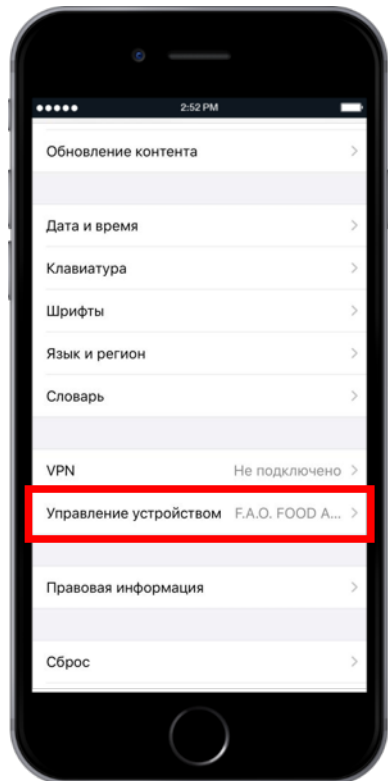 2:52 PM
Обновление контента
Дата и время
Клавиатура
Шрифты
Язык и регион
Словарь
VPN Не подключено
Управление устройством F.A.O. FOOD A...
Правовая информация
Сброс